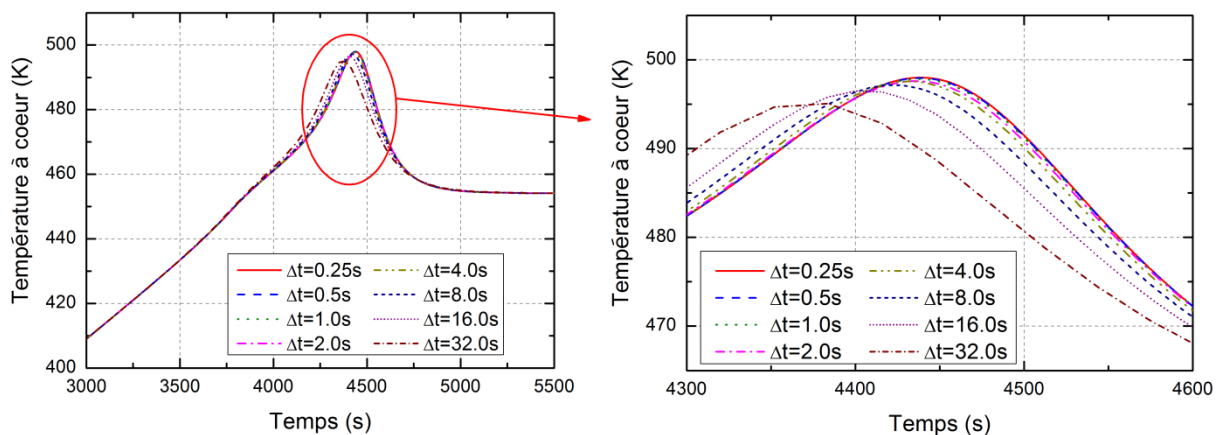 Température à coeur (K)
500
480
460
440
420
400
3000
3500
4000
4500
5000
5500
Temps (s)
Δt=0.25s
Δt=4.0s
Δt=0.5s
Δt=8.0s
Δt=1.0s
Δt=16.0s
Δt=2.0s
Δt=32.0s
Température à coeur (K)
500
490
480
470
4300
4400
4500
4600
Temps (s)
Δt=0.25s
Δt=4.0s
Δt=0.5s
Δt=8.0s
Δt=1.0s
Δt=16.0s
Δt=2.0s
Δt=32.0s